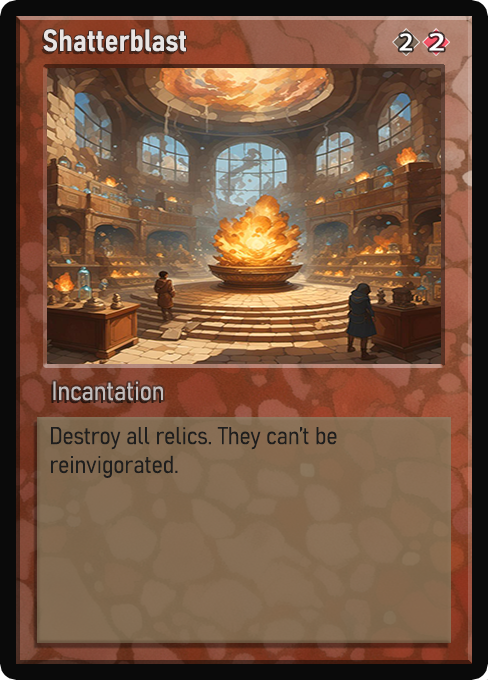 Shatterblast 2 2
Incantation
Destroy all relics. They can't be
reinvigorated.